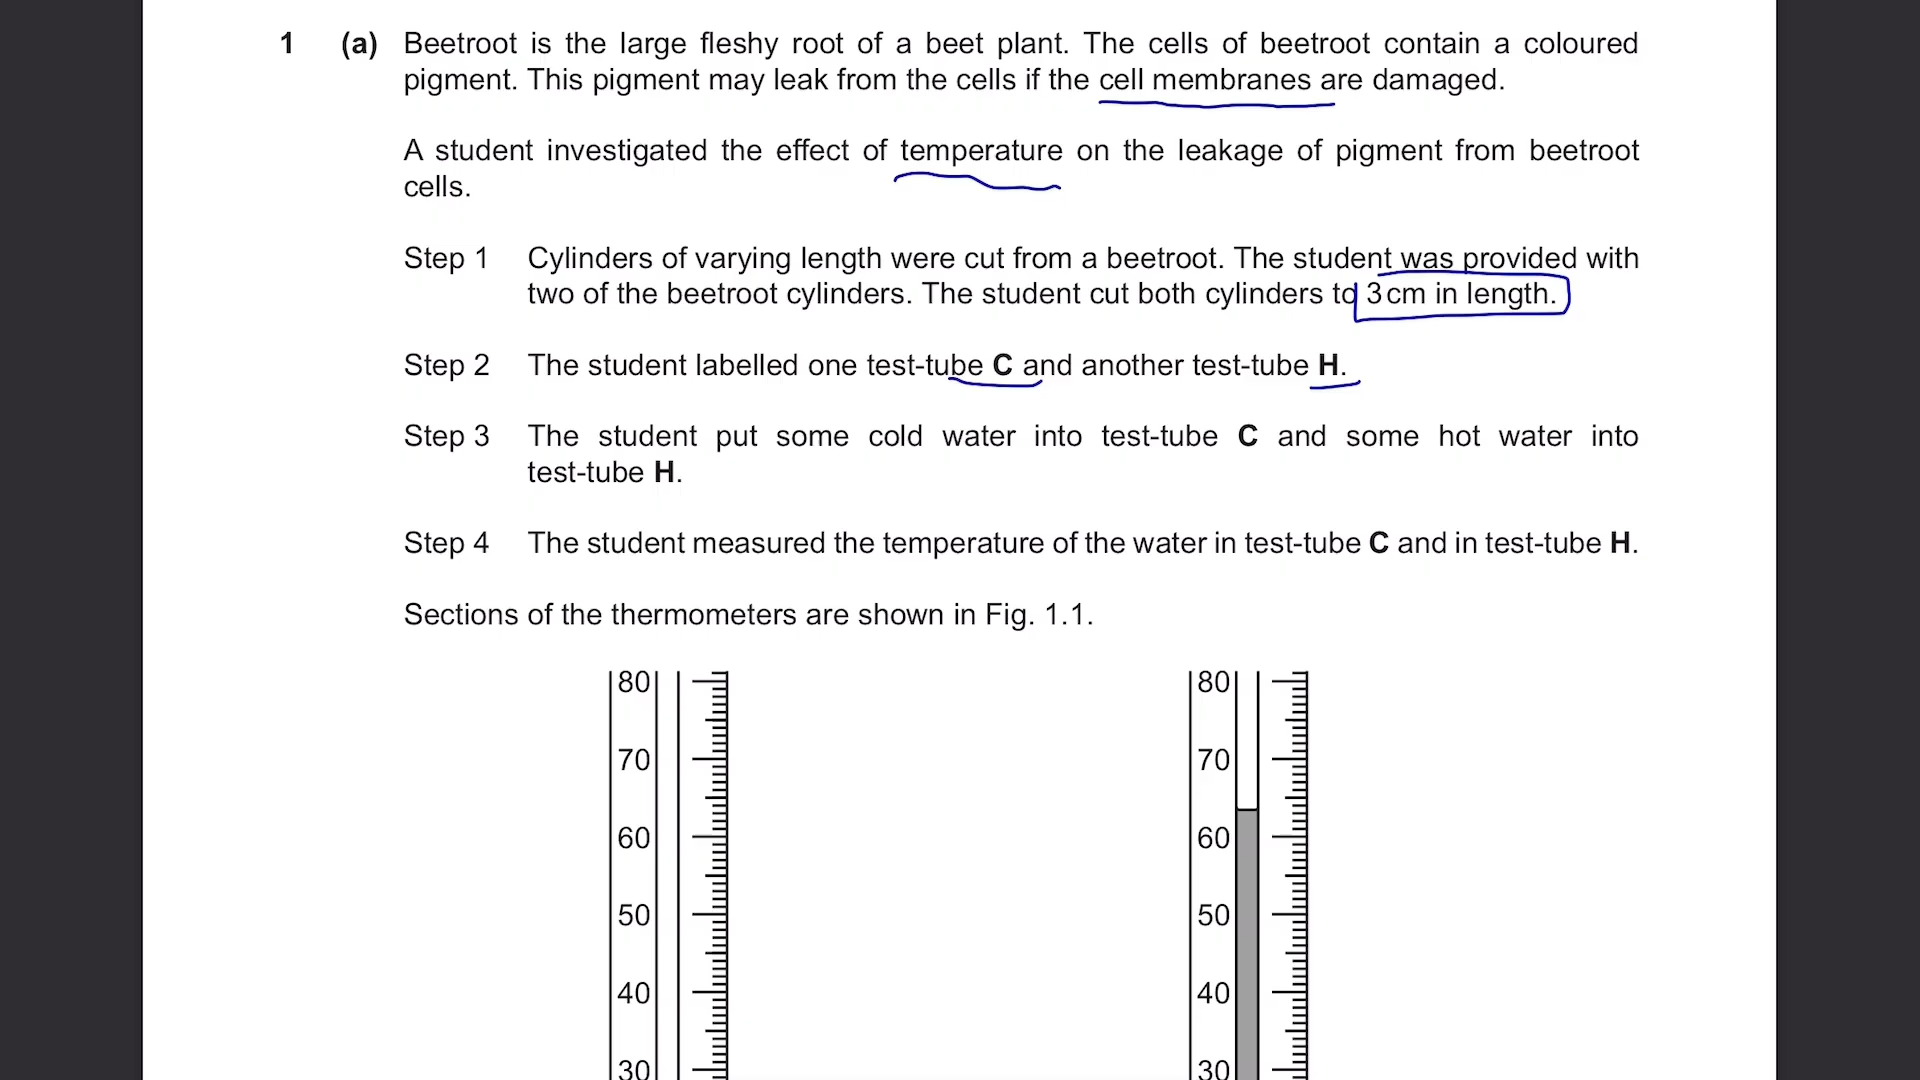 1 (a) Beetroot is the large fleshy root of a beet plant. The cells of beetroot contain a coloured
pigment. This pigment may leak from the cells if the cell membranes are damaged.
A student investigated the effect of temperature on the leakage of pigment from beetroot
cells.
Step 1 Cylinders of varying length were cut from a beetroot. The student was provided with
two of the beetroot cylinders. The student cut both cylinders to 3 cm in length.
Step 2 The student labelled one test-tube C and another test-tube H.
Step 3 The student put some cold water into test-tube C and some hot water into
test-tube H.
Step 4 The student measured the temperature of the water in test-tube C and in test-tube H.
Sections of the thermometers are shown in Fig. 1.1.
80 80
70 70
60 60
50 50
40 40
30 30